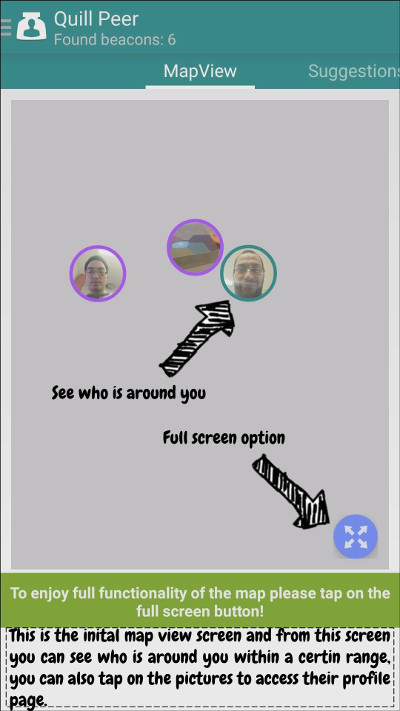 Quill Peer
Found beacons: 6
MapView
Suggestions
See who is around you
Full screen option
To enjoy full functionality of the map please tap on the
full screen button!
This is the inital map view screen and from this screen
you can see who is around you within a certin range,
you can also tap on the pictures to access their profile
page.